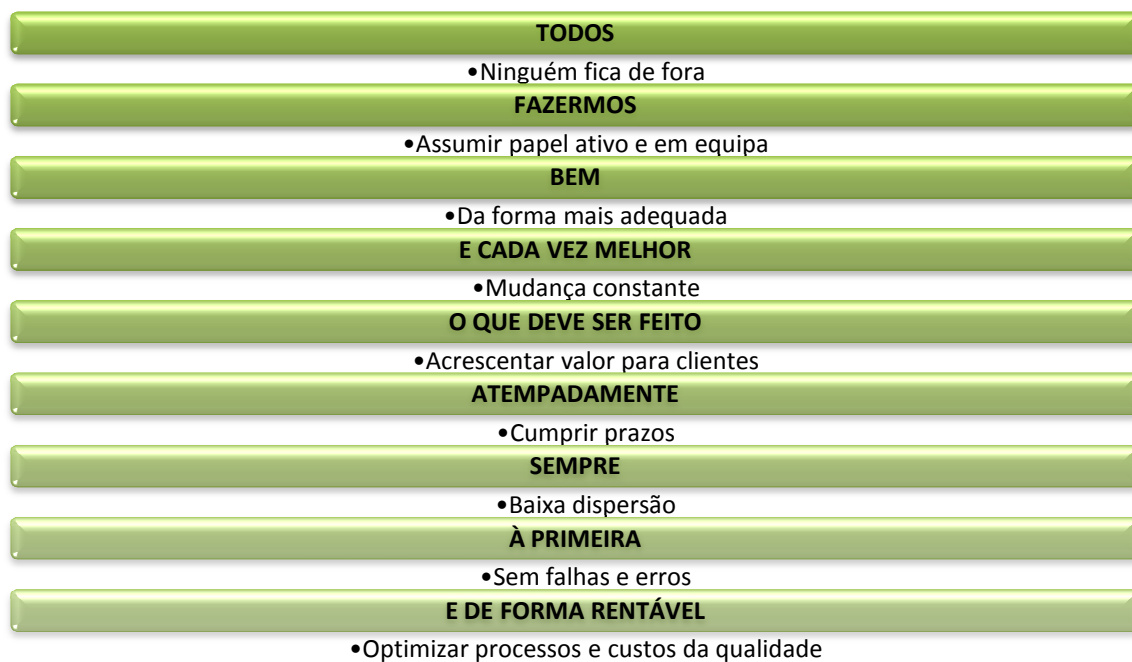 TODOS
•Ninguém fica de fora
FAZERMOS
•Assumir papel ativo e em equipa
BEM
•Da forma mais adequada
E CADA VEZ MELHOR
•Mudança constante
O QUE DEVE SER FEITO
•Acrescentar valor para clientes
ATEMPADAMENTE
•Cumprir prazos
SEMPRE
•Baixa dispersão
À PRIMEIRA
•Sem falhas e erros
E DE FORMA RENTÁVEL
•Optimizar processos e custos da qualidade